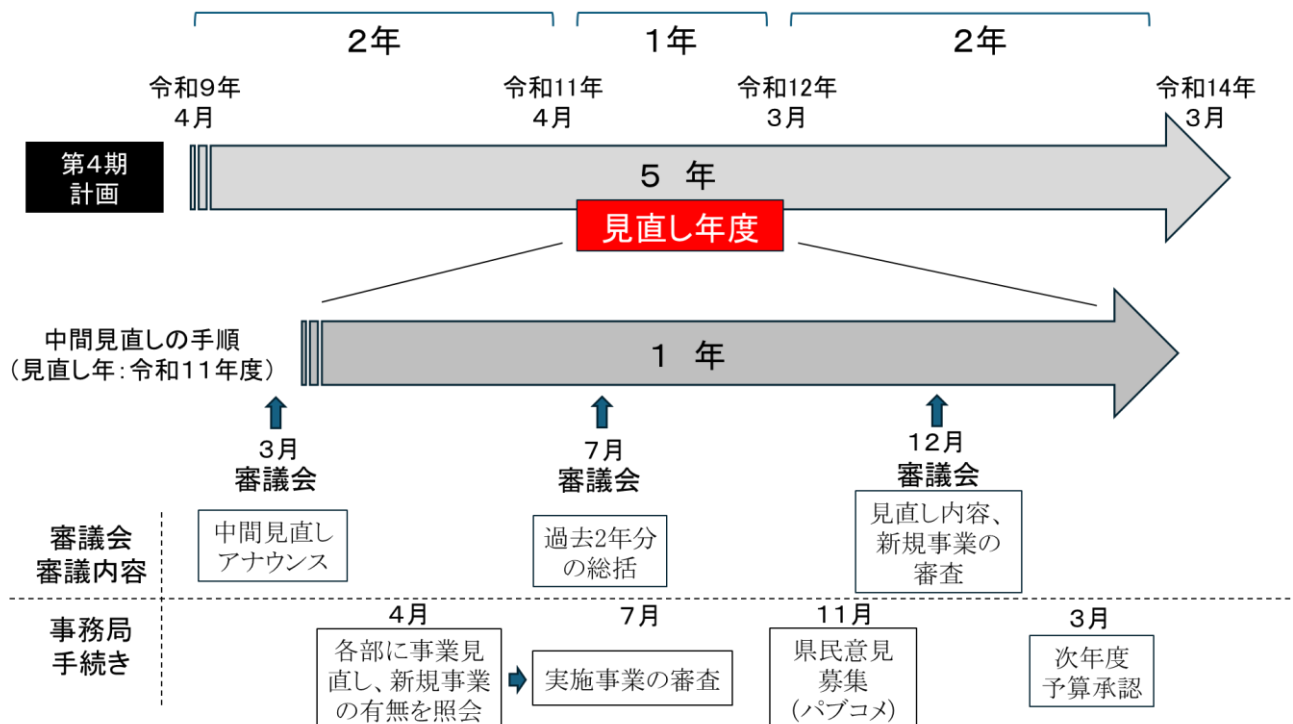 2年
1年
2年
令和9年
4月
令和11年
4月
令和12年
3月
令和14年
3月
第4期
計画
5 年
見直し年度
中間見直しの手順
（見直し年：令和11年度）
1 年
3月
審議会
7月
審議会
12月
審議会
審議会
審議内容
中間見直し
アナウンス
過去2年分
の総括
見直し内容、
新規事業の
審査
事務局
手続き
4月
各部に事業見
直し、新規事業
の有無を照会
7月
実施事業の審査
11月
県民意見
募集
(パブコメ)
3月
次年度
予算承認